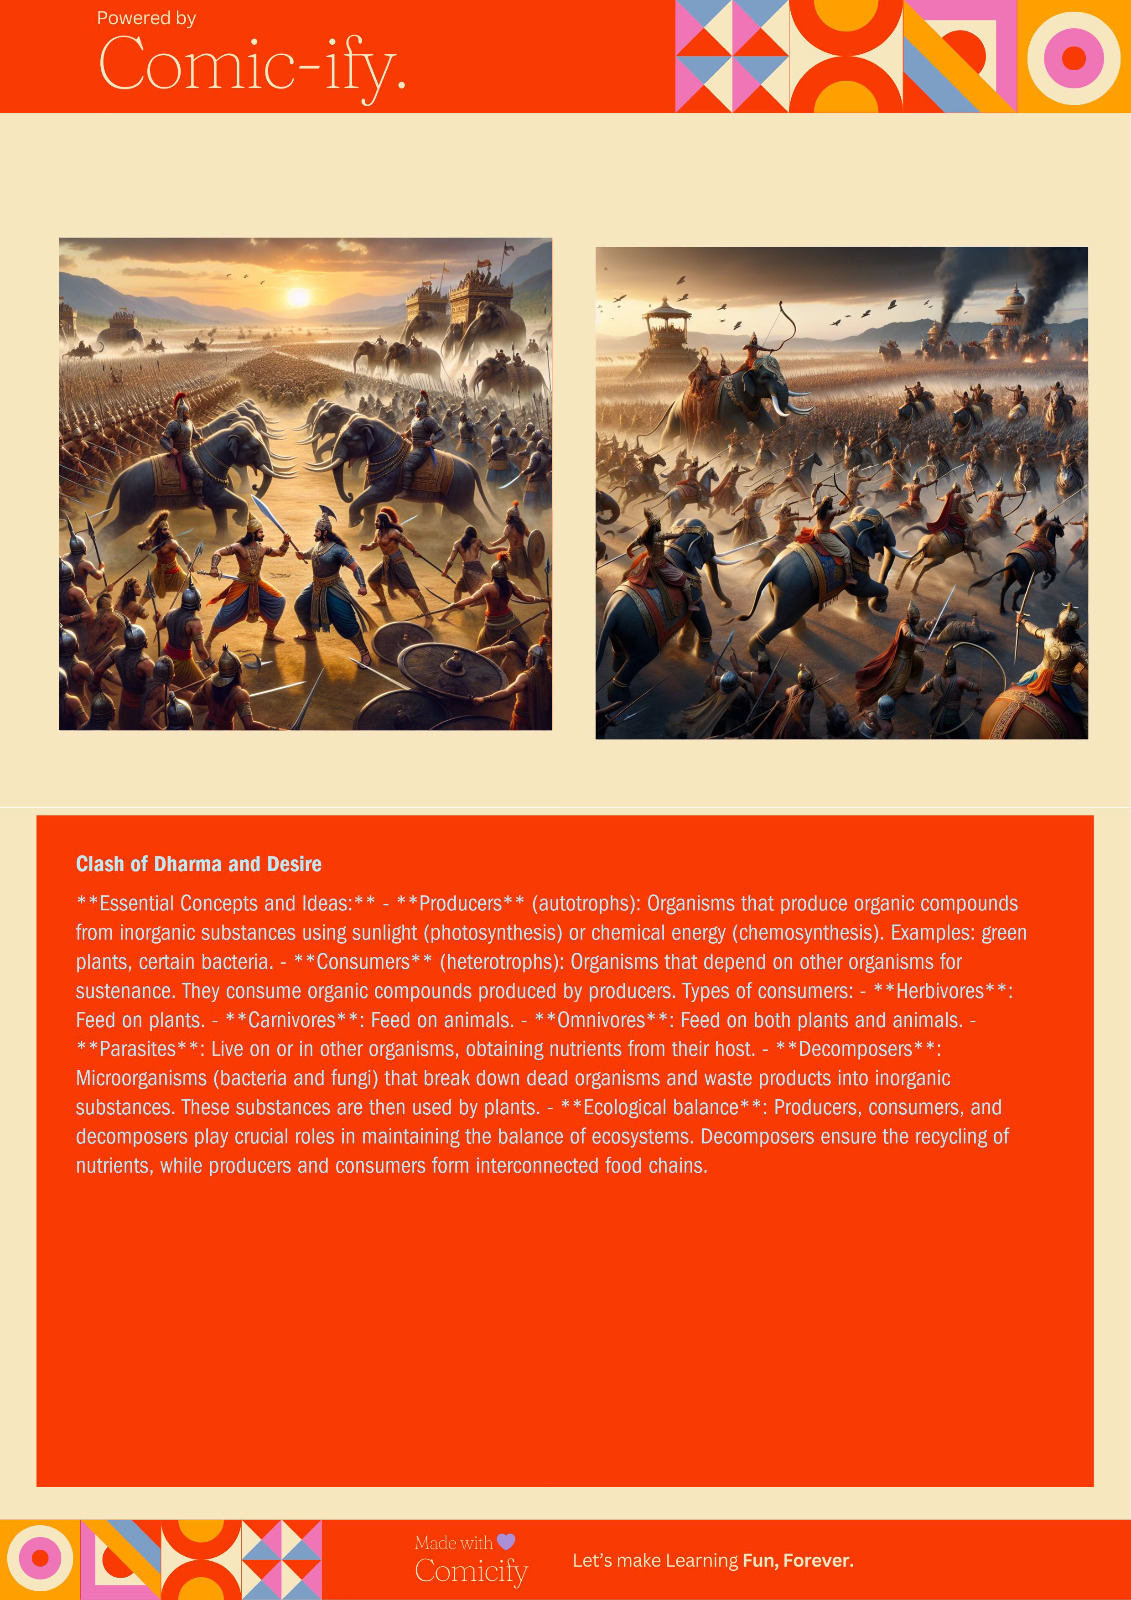 Powered by
Comic-ify.
Clash of Dharma and Desire
**Essential Concepts and Ideas:** - **Producers** (autotrophs): Organisms that produce organic compounds
from inorganic substances using sunlight (photosynthesis) or chemical energy (chemosynthesis). Examples: green
plants, certain bacteria. - **Consumers** (heterotrophs): Organisms that depend on other organisms for
sustenance. They consume organic compounds produced by producers. Types of consumers: - **Herbivores**:
Feed on plants. - **Carnivores**: Feed on animals. - **Omnivores**: Feed on both plants and animals. -
**Parasites**: Live on or in other organisms, obtaining nutrients from their host. - **Decomposers**:
Microorganisms (bacteria and fungi) that break down dead organisms and waste products into inorganic
substances. These substances are then used by plants. - **Ecological balance**: Producers, consumers, and
decomposers play crucial roles in maintaining the balance of ecosystems. Decomposers ensure the recycling of
nutrients, while producers and consumers form interconnected food chains.
Made with 💜
Comicify
Let's make Learning Fun, Forever.